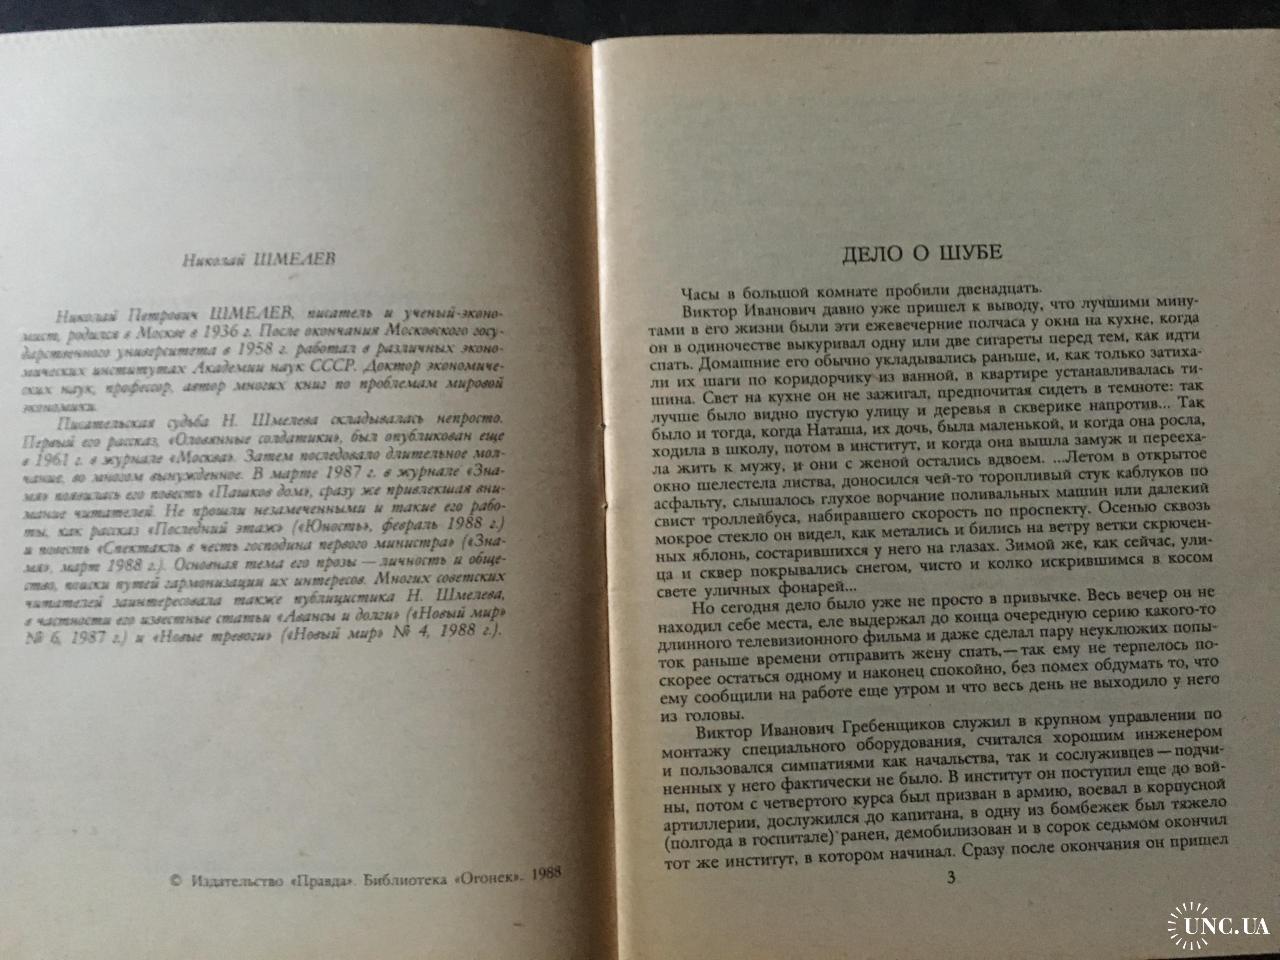 Николай ШМЕЛЕВ
Николай Петрович ШМЕЛЕВ, писатель и ученый-эконо-
мист, родился в Москве в 1936 г. После окончания Московского госу-
дарственного университета в 1958 г. работал в различных эконо-
мических институтах Академии наук СССР. Доктор экономиче-
ских наук, профессор, автор многих книг по проблемам мировой
экономики.
Писательская судьба Н. Шмелева складывалась непросто.
Первый его рассказ, «Оловянные солдатики», был опубликован еще
в 1961 г. в журнале «Москва». Затем последовало длительное мол-
чание, во многом вынужденное. В марте 1987 г. в журнале «Зна-
мя» появилась его повесть «Пашков дом», сразу же привлекшая вни-
мание читателей. Не прошли незамеченными и такие его рабо-
ты, как рассказ «Последний этаж» («Юность», февраль 1988 г.)
и повесть «Спектакль в честь господина первого министра» («Зна-
мя», март 1988 г.). Основная тема его прозы — личность и обще-
ство, поиски путей гармонизации их интересов. Многих советских
читателей заинтересовала также публицистика Н. Шмелева,
в частности его известные статьи «Авансы и долги» («Новый мир»
№ 6, 1987 г.) и «Новые тревоги» («Новый мир» № 4, 1988 г.).
© Издательство «Правда». Библиотека «Огонек». 1988
ДЕЛО О ШУБЕ
Часы в большой комнате пробили двенадцать.
Виктор Иванович давно уже пришел к выводу, что лучшими мину-
тами в его жизни были эти ежевечерние полчаса у окна на кухне, когда
он в одиночестве выкуривал одну или две сигареты перед тем, как идти
спать. Домашние его обычно укладывались раньше, и, как только затиха-
ли их шаги по коридорчику из ванной, в квартире устанавливалась ти-
шина. Свет на кухне он не зажигал, предпочитая сидеть в темноте: так
лучше было видно пустую улицу и деревья в скверике напротив... Так
было и тогда, когда Наташа, их дочь, была маленькой, и когда она росла,
ходила в школу, потом в институт, и когда она вышла замуж и перееха-
ла жить к мужу, и они с женой остались вдвоем. ...Летом в открытое
окно шелестела листва, доносился чей-то торопливый стук каблуков по
асфальту, слышалось глухое ворчание поливальных машин или далекий
свист троллейбуса, набиравшего скорость по проспекту. Осенью сквозь
мокрое стекло он видел, как метались и бились на ветру ветки скрючен-
ных яблонь, состарившихся у него на глазах. Зимой же, как сейчас, ули-
ца и сквер покрывались снегом, чисто и колко искрившимся в косом
свете уличных фонарей...
Но сегодня дело было уже не просто в привычке. Весь вечер он не
находил себе места, еле выдержал до конца очередную серию какого-то
длинного телевизионного фильма и даже сделал пару неуклюжих попы-
ток раньше времени отправить жену спать,—так ему не терпелось по-
скорее остаться одному и наконец спокойно, без помех обдумать то, что
ему сообщили на работе еще утром и что весь день не выходило у него
из головы.
Виктор Иванович Гребенщиков служил в крупном управлении по
монтажу специального оборудования, считался хорошим инженером
и пользовался симпатиями как начальства, так и сослуживцев — подчи-
ненных у него фактически не было. В институт он поступил еще до вой-
ны, потом с четвертого курса был призван в армию, воевал в корпусной
артиллерии, дослужился до капитана, в одну из бомбежек был тяжело
(полгода в госпитале) ранен, демобилизован и в сорок седьмом окончил
тот же институт, в котором начинал. Сразу после окончания он пришел
3
UNC.UA